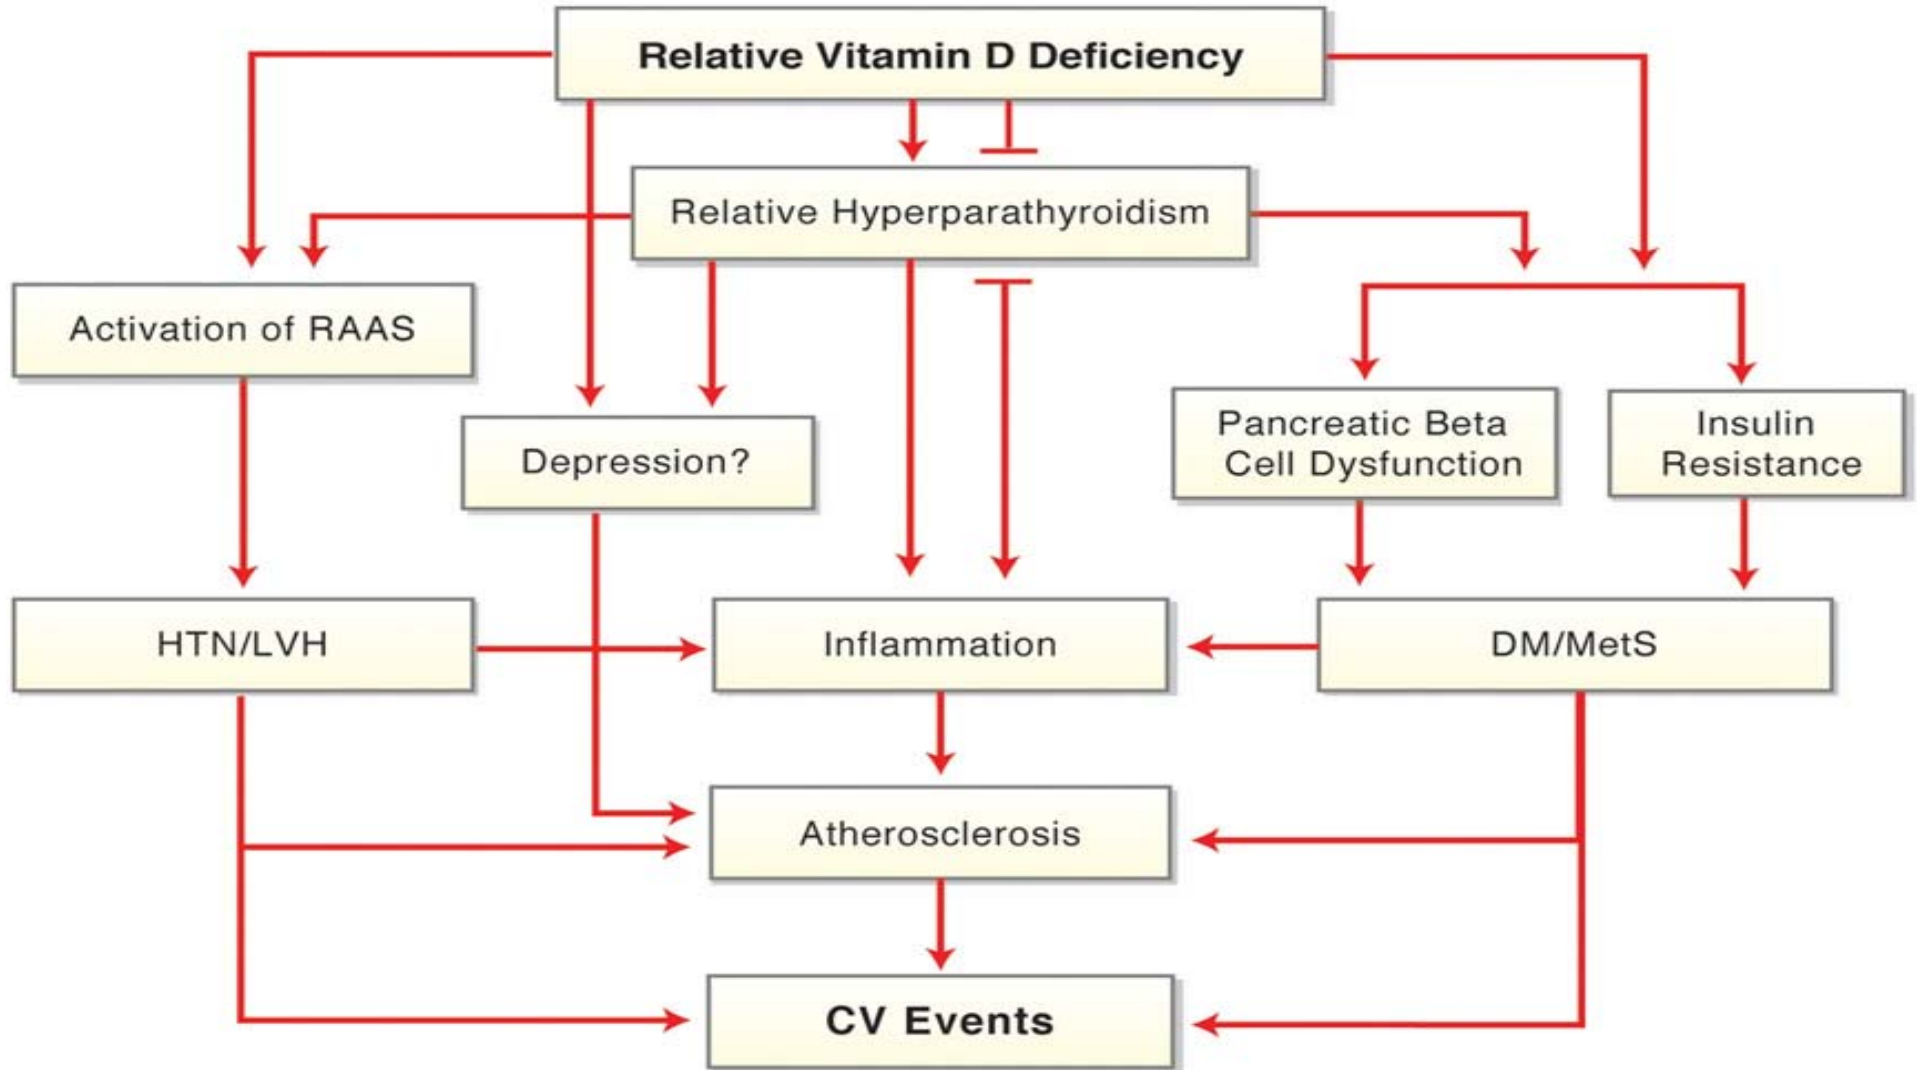 Relative Vitamin D Deficiency
Relative Hyperparathyroidism
Activation of RAAS
Depression?
Pancreatic Beta
Cell Dysfunction
Insulin
Resistance
HTN/LVH
Inflammation
DM/MetS
Atherosclerosis
CV Events